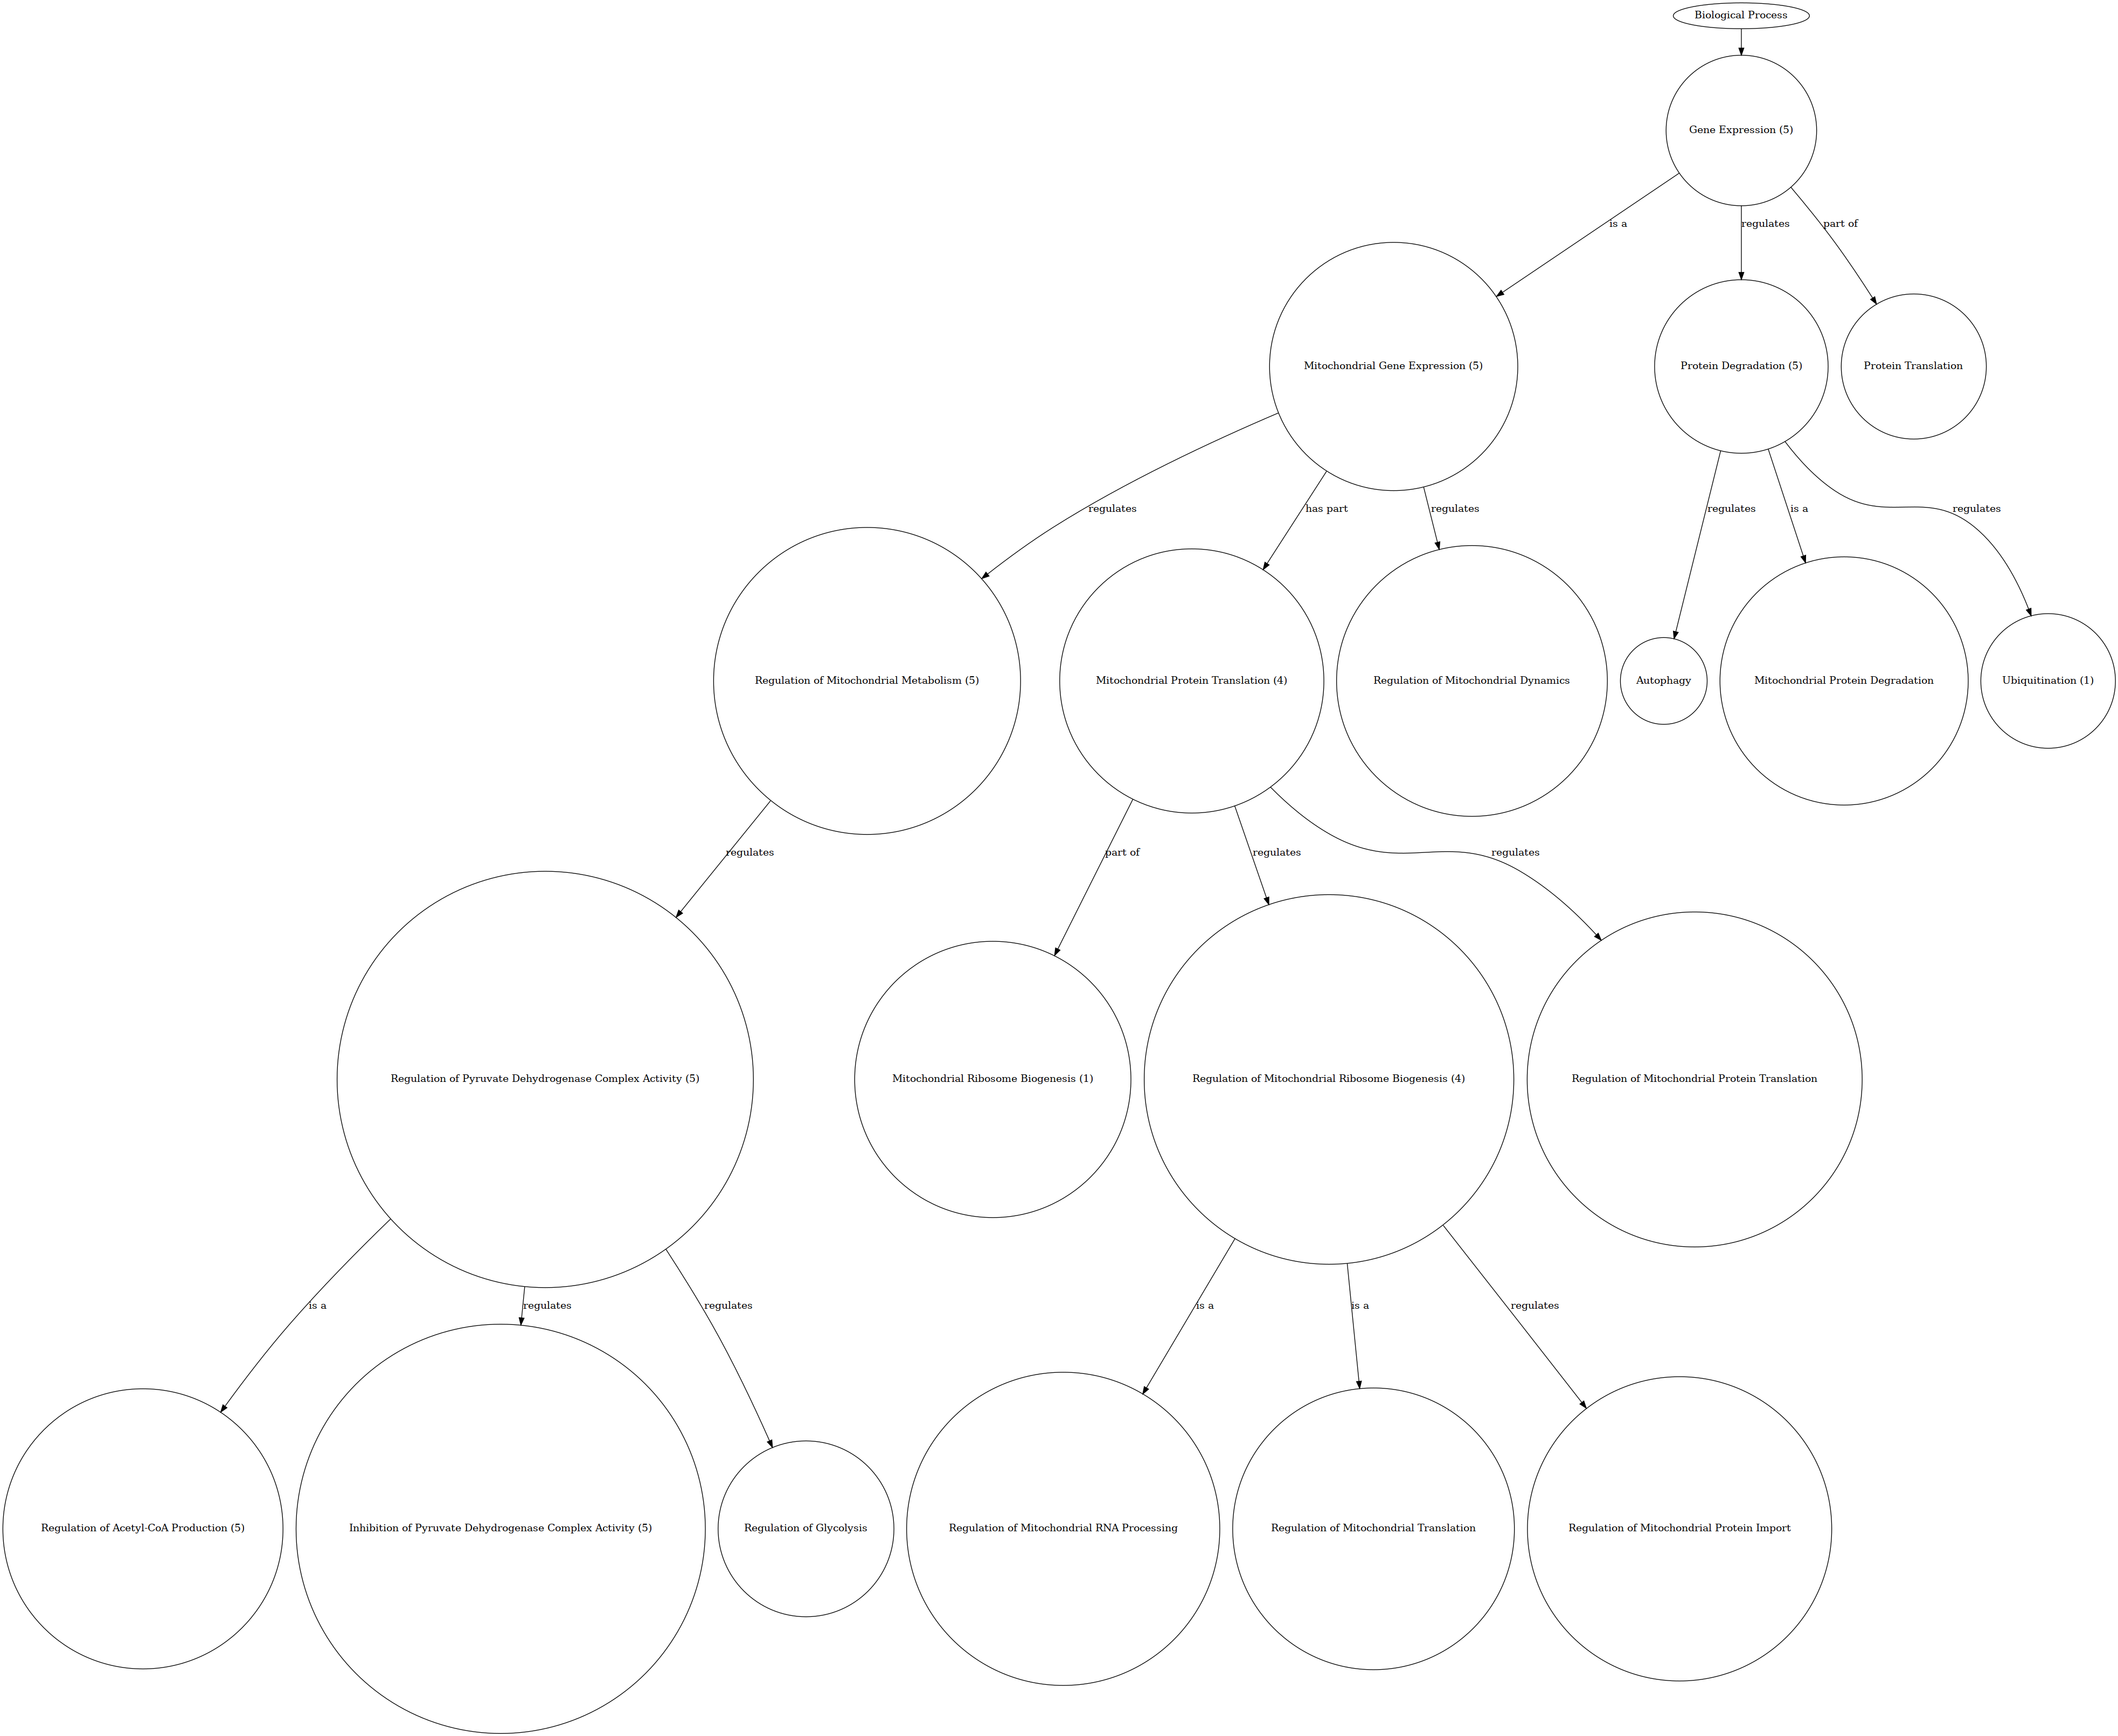 Biological Process
Gene Expression (5)
is a
regulates
part of
Mitochondrial Gene Expression (5)
Protein Degradation (5)
Protein Translation
regulates
has part
regulates
regulates
is a
regulates
Regulation of Mitochondrial Metabolism (5)
Mitochondrial Protein Translation (4)
Regulation of Mitochondrial Dynamics
Autophagy
Mitochondrial Protein Degradation
Ubiquitination (1)
regulates
part of
regulates
regulates
Regulation of Pyruvate Dehydrogenase Complex Activity (5)
Mitochondrial Ribosome Biogenesis (1)
Regulation of Mitochondrial Ribosome Biogenesis (4)
Regulation of Mitochondrial Protein Translation
is a
regulates
regulates
is a
is a
regulates
Regulation of Acetyl-CoA Production (5)
Inhibition of Pyruvate Dehydrogenase Complex Activity (5)
Regulation of Glycolysis
Regulation of Mitochondrial RNA Processing
Regulation of Mitochondrial Translation
Regulation of Mitochondrial Protein Import